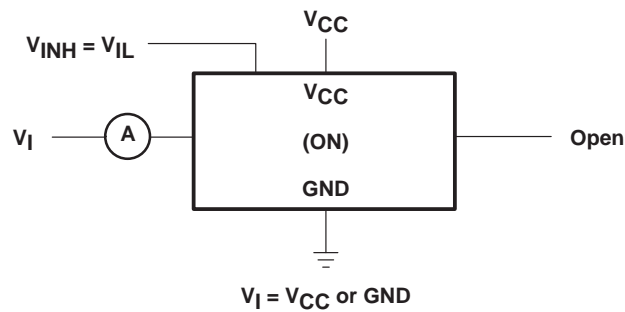 VCC
VINH = VIL
VCC
VI
A
(ON)
Open
GND
VI = VCC or GND